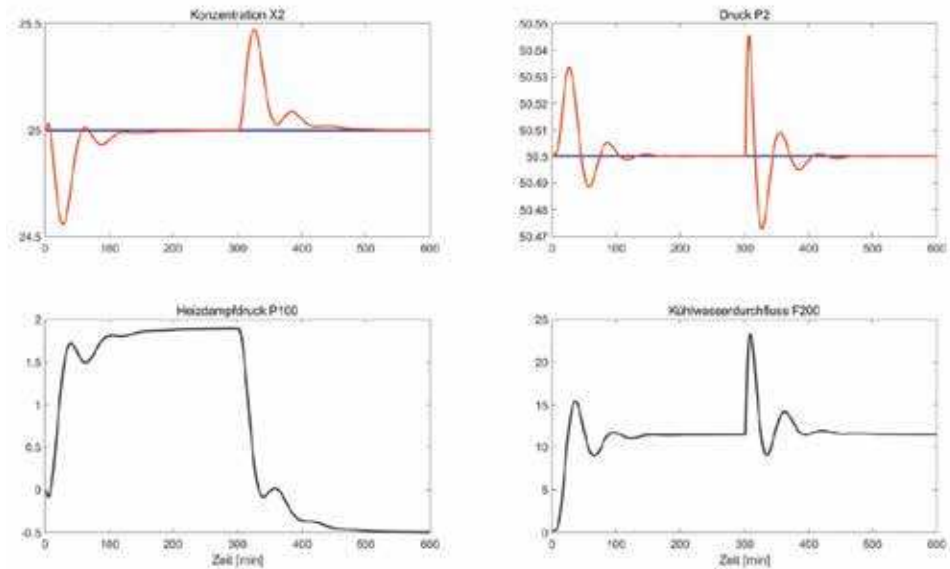 Konzentration X2
25.5
25
24.5
0 100 200 300 400 500 600
Druck P2
50.55
50.54
50.53
50.52
50.51
50.5
50.49
50.48
50.47
0 100 200 300 400 500 600
Heizdampfdruck P100
2
1.5
1
0.5
0
-0.5
0 100 200 300 400 500 600
Zeit [min]
Kühlwasserdurchfluss F200
25
20
15
10
5
0
0 100 200 300 400 500 600
Zeit [min]